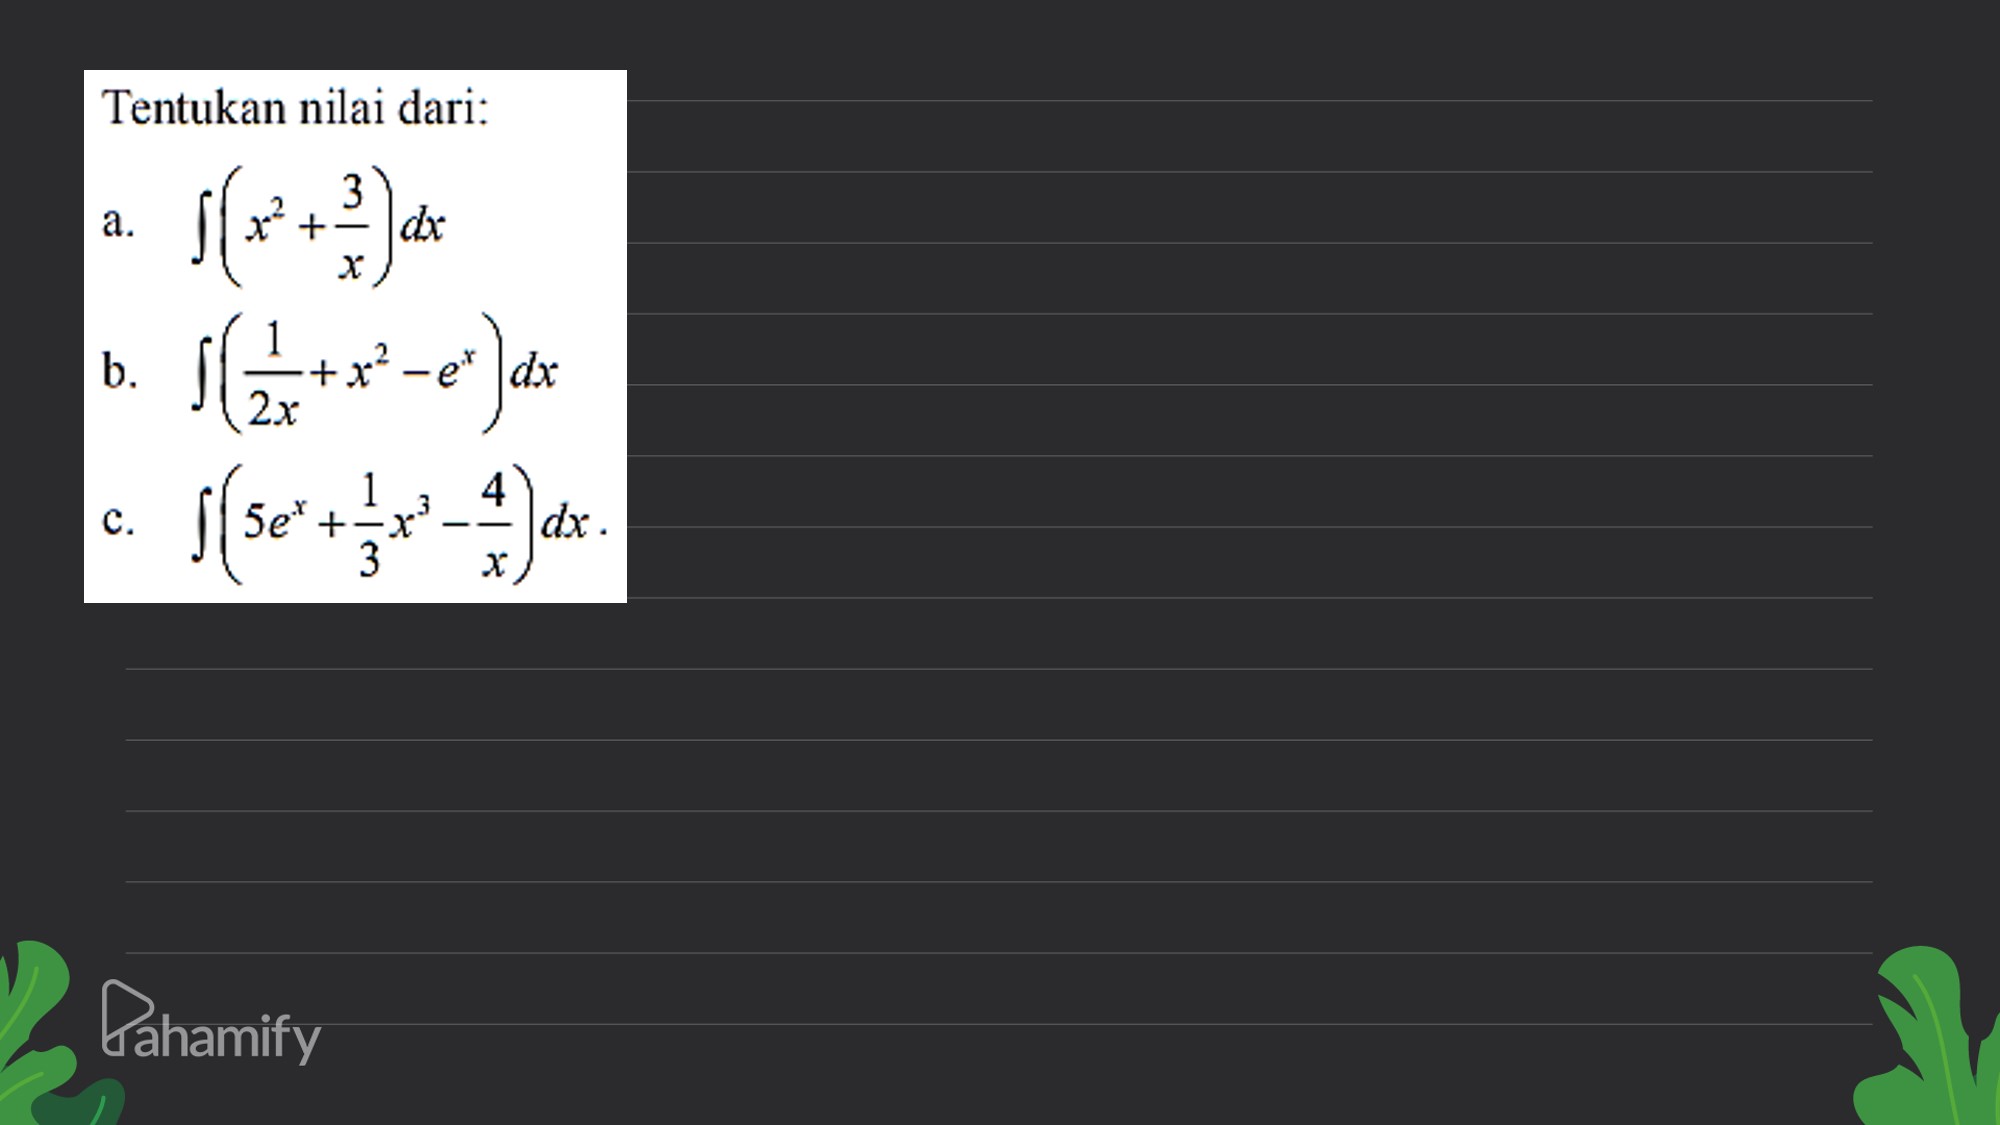 Tentukan nilai dari:
a. ∫(x² + 3/x) dx
b. ∫(1/2x + x² − eˣ) dx
c. ∫(5eˣ + 1/3 x³ − 4/x) dx.
Pahamify